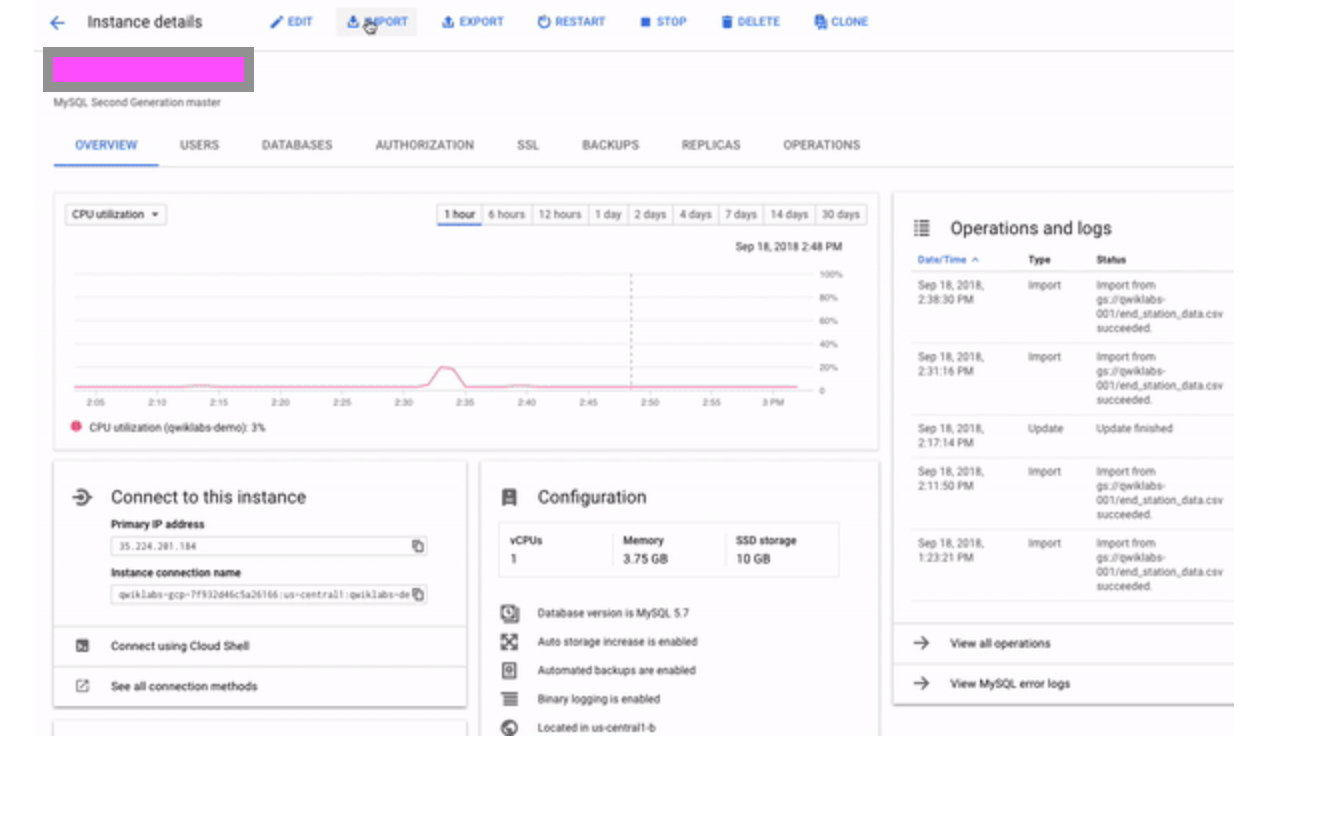 Instance details
EDIT
IMPORT
EXPORT
RESTART
STOP
DELETE
CLONE
MySQL Second Generation master
OVERVIEW
USERS
DATABASES
AUTHORIZATION
SSL
BACKUPS
REPLICAS
OPERATIONS
CPU utilization
1 hour
6 hours
12 hours
1 day
2 days
4 days
7 days
14 days
30 days
Sep 18, 2018 2:48 PM
100%
80%
60%
40%
20%
0
2:05
2:10
2:15
2:20
2:25
2:30
2:35
2:40
2:45
2:50
2:55
3 PM
CPU utilization (qwiklabs-demo): 3%
Connect to this instance
Primary IP address
35.224.201.184
Instance connection name
qwiklabs-gcp-7f932d46c5a26166:us-central1:qwiklabs-de
Connect using Cloud Shell
See all connection methods
Configuration
vCPUs
Memory
SSD storage
1
3.75 GB
10 GB
Database version is MySQL 5.7
Auto storage increase is enabled
Automated backups are enabled
Binary logging is enabled
Located in us-central1-b
Operations and logs
Date/Time
Type
Status
Sep 18, 2018,
2:38:30 PM
Import
Import from
gs://qwiklabs-
001/end_station_data.csv
succeeded.
Sep 18, 2018,
2:31:16 PM
Import
Import from
gs://qwiklabs-
001/end_station_data.csv
succeeded.
Sep 18, 2018,
2:17:14 PM
Update
Update finished
Sep 18, 2018,
2:11:50 PM
Import
Import from
gs://qwiklabs-
001/end_station_data.csv
succeeded.
Sep 18, 2018,
1:23:21 PM
Import
Import from
gs://qwiklabs-
001/end_station_data.csv
succeeded.
View all operations
View MySQL error logs